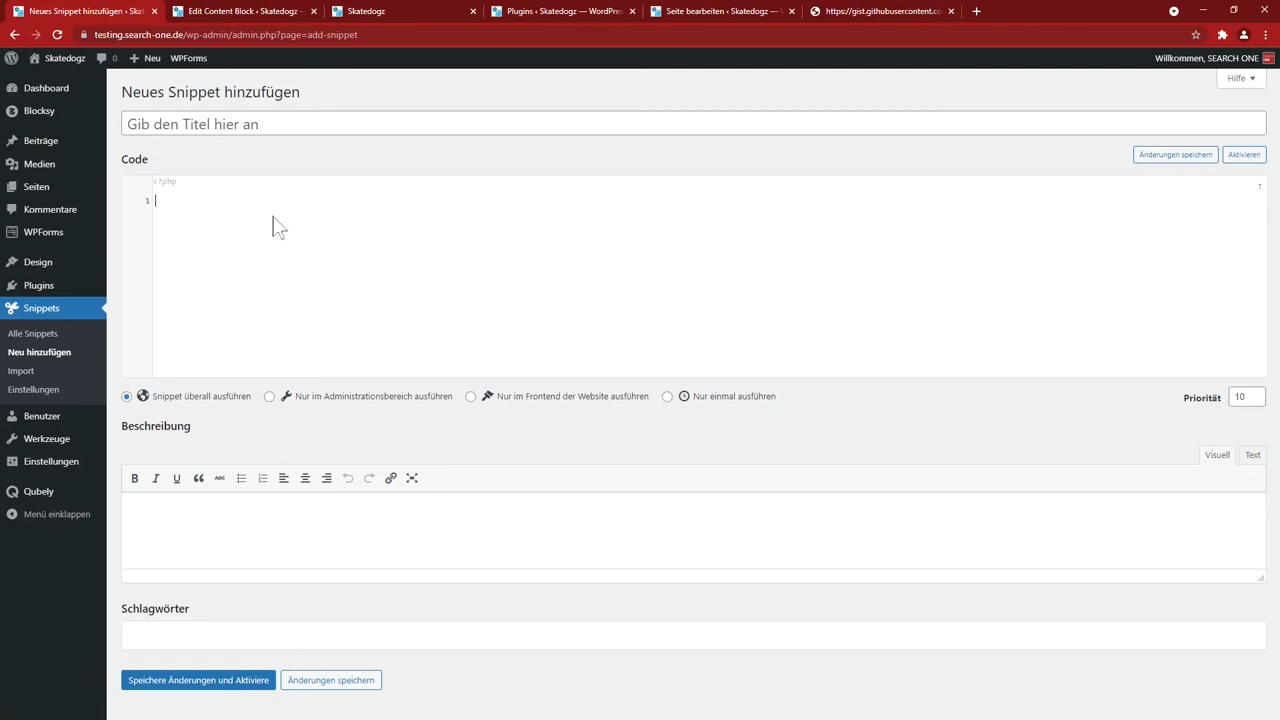 Neues Snippet hinzufügen ‹ Ska
Edit Content Block ‹ Skatedogz —
Skatedogz
Plugins ‹ Skatedogz — WordPres
Seite bearbeiten ‹ Skatedogz —
https://gist.githubusercontent.co
testing.search-one.de/wp-admin/admin.php?page=add-snippet
Skatedogz
0
Neu
WPForms
Willkommen, SEARCH ONE
Dashboard
Blocksy
Beiträge
Medien
Seiten
Kommentare
WPForms
Design
Plugins
Snippets
Alle Snippets
Neu hinzufügen
Import
Einstellungen
Benutzer
Werkzeuge
Einstellungen
Qubely
Menü einklappen
Hilfe
Neues Snippet hinzufügen
Gib den Titel hier an
Code
Änderungen speichern
Aktivieren
<?php
?
1
Snippet überall ausführen
Nur im Administrationsbereich ausführen
Nur im Frontend der Website ausführen
Nur einmal ausführen
Priorität
10
Beschreibung
Visuell
Text
B I U ABC
Schlagwörter
Speichere Änderungen und Aktiviere
Änderungen speichern